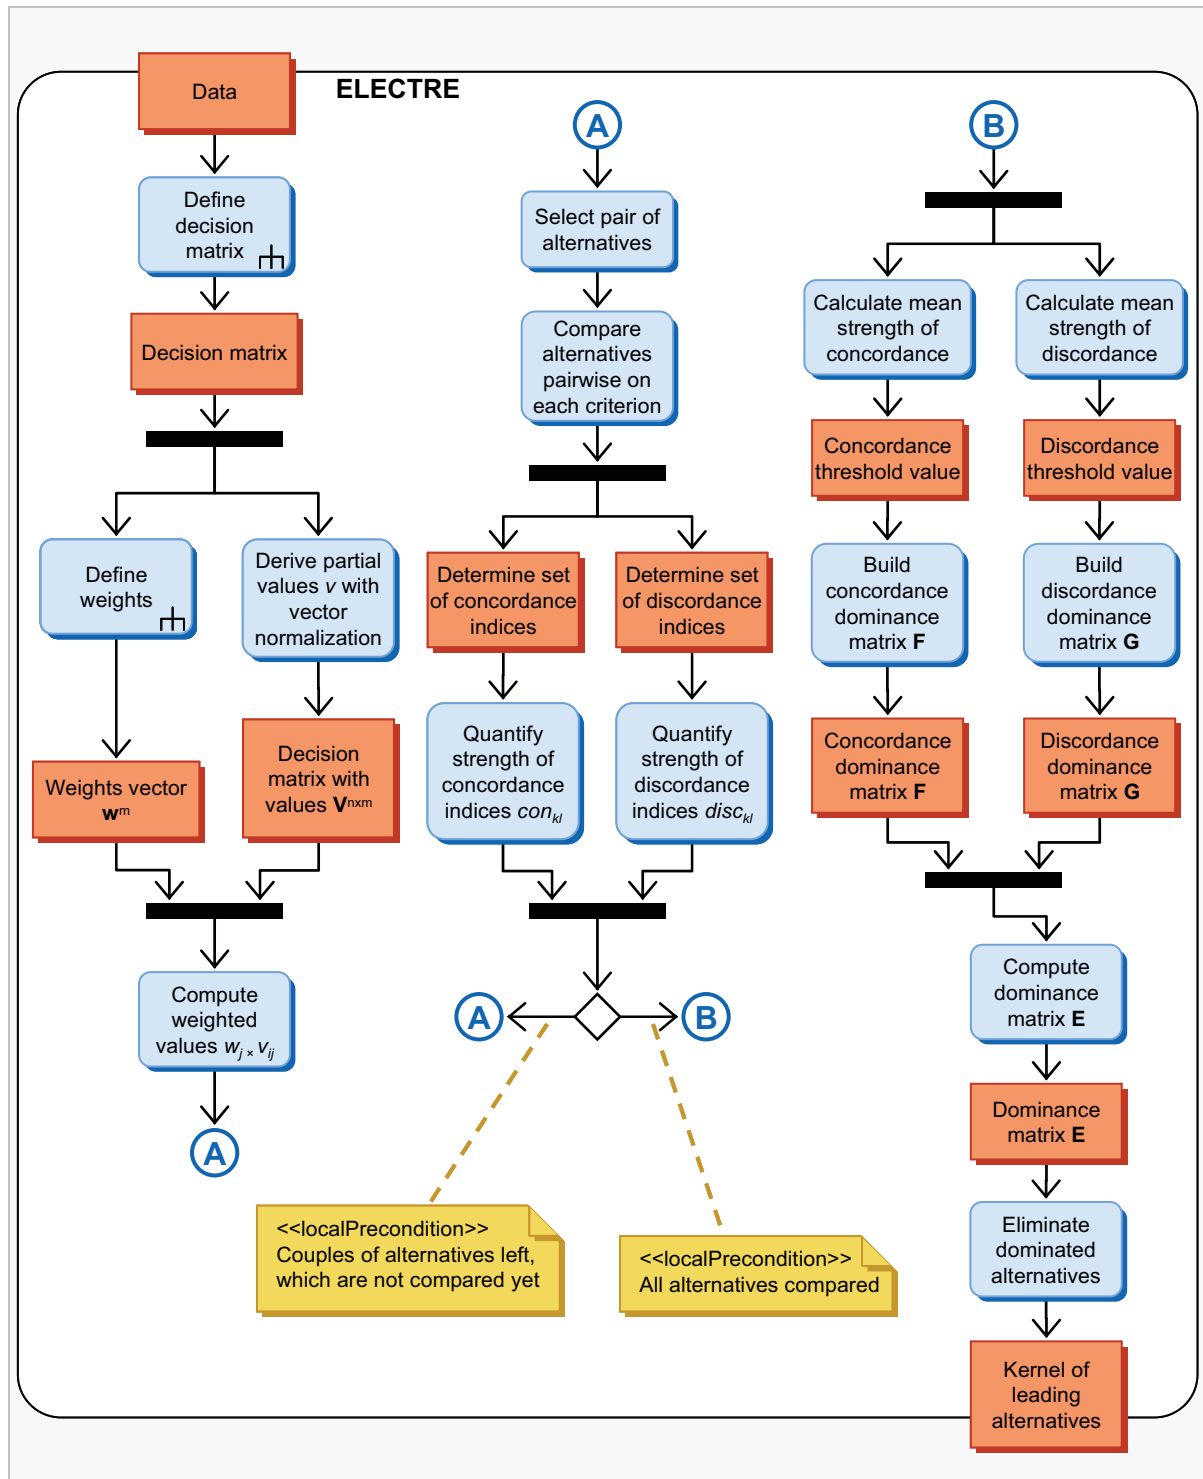 Data
ELECTRE
Define
decision
matrix
Decision matrix
Define
weights
Derive partial
values v with
vector
normalization
Weights vector
wᵐ
Decision
matrix with
values Vⁿˣᵐ
Compute
weighted
values wⱼ × vᵢⱼ
A
A
Select pair of
alternatives
Compare
alternatives
pairwise on
each criterion
Determine set
of concordance
indices
Determine set
of discordance
indices
Quantify
strength of
concordance
indices conₖₗ
Quantify
strength of
discordance
indices discₖₗ
A
B
<<localPrecondition>>
Couples of alternatives left,
which are not compared yet
<<localPrecondition>>
All alternatives compared
B
Calculate mean
strength of
concordance
Calculate mean
strength of
discordance
Concordance
threshold value
Discordance
threshold value
Build
concordance
dominance
matrix F
Build
discordance
dominance
matrix G
Concordance
dominance
matrix F
Discordance
dominance
matrix G
Compute
dominance
matrix E
Dominance
matrix E
Eliminate
dominated
alternatives
Kernel of
leading
alternatives